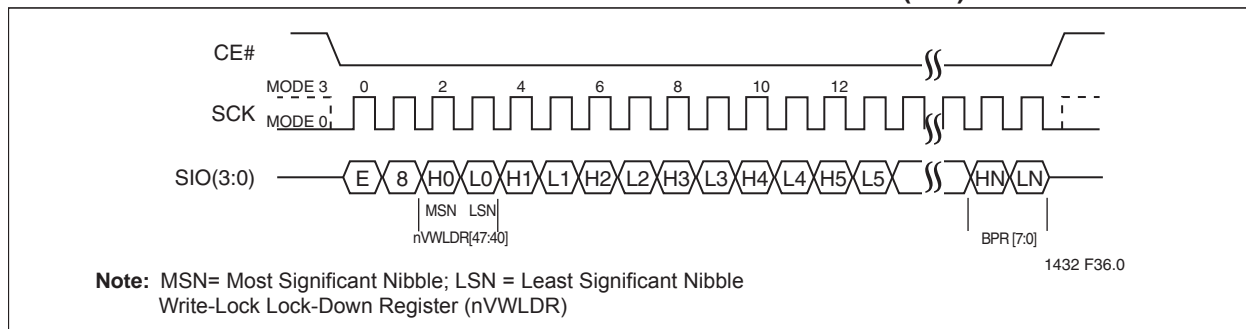 CE#
MODE 3 0 2 4 6 8 10 12
SCK
MODE 0
SIO(3:0) E 8 H0 L0 H1 L1 H2 L2 H3 L3 H4 L4 H5 L5 HN LN
MSN LSN
nVWLDR[47:40] BPR [7:0]
1432 F36.0
Note: MSN= Most Significant Nibble; LSN = Least Significant Nibble
Write-Lock Lock-Down Register (nVWLDR)